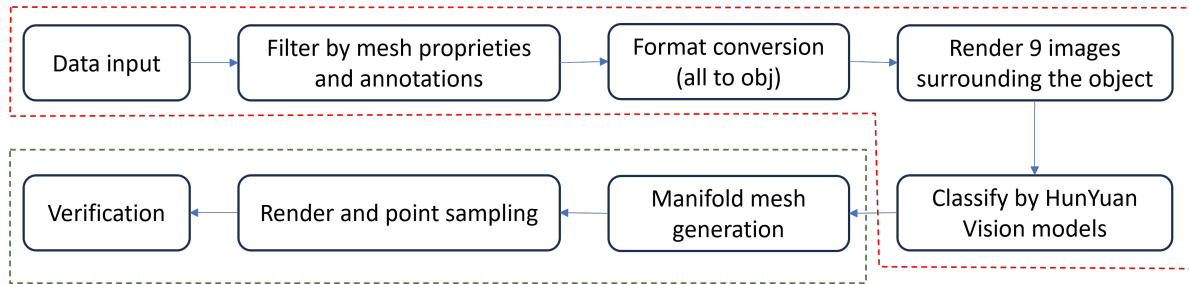 Data input
Filter by mesh proprieties
and annotations
Format conversion
(all to obj)
Render 9 images
surrounding the object
Classify by HunYuan
Vision models
Manifold mesh
generation
Render and point sampling
Verification